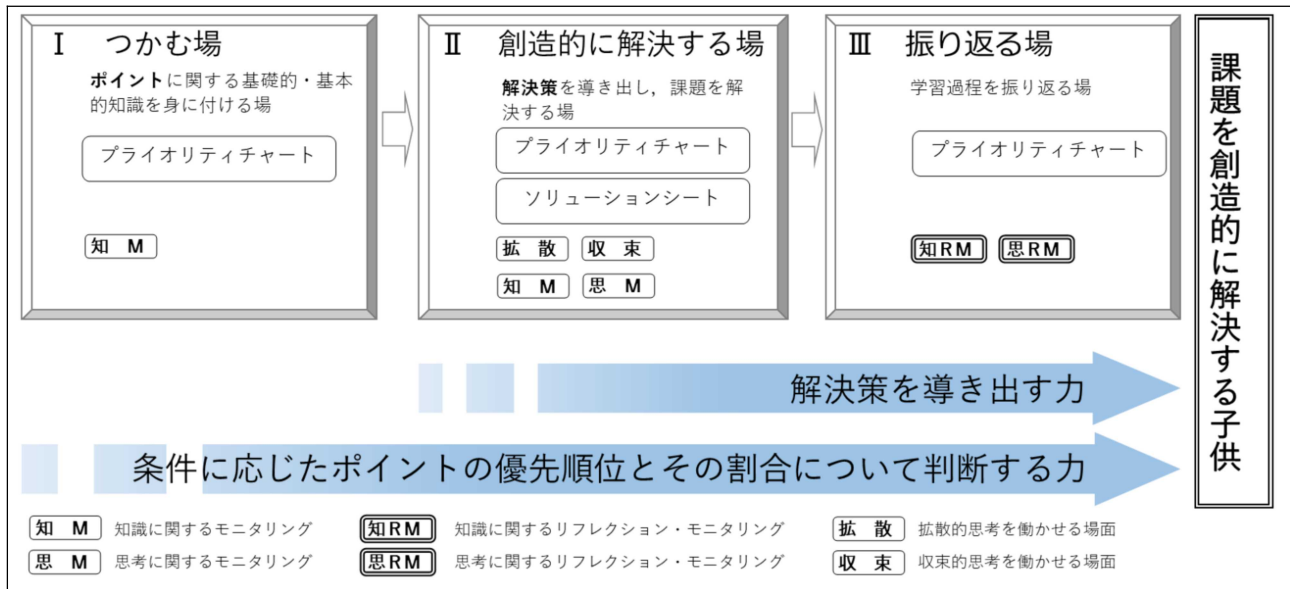 Ⅰ つかむ場
ポイントに関する基礎的・基本
的知識を身に付ける場
プライオリティチャート
知 M
Ⅱ 創造的に解決する場
解決策を導き出し，課題を解
決する場
プライオリティチャート
ソリューションシート
拡 散 収 束
知 M 思 M
Ⅲ 振り返る場
学習過程を振り返る場
プライオリティチャート
知RM 思RM
課題を創造的に解決する子供
解決策を導き出す力
条件に応じたポイントの優先順位とその割合について判断する力
知 M 知識に関するモニタリング
思 M 思考に関するモニタリング
知RM 知識に関するリフレクション・モニタリング
思RM 思考に関するリフレクション・モニタリング
拡 散 拡散的思考を働かせる場面
収 束 収束的思考を働かせる場面